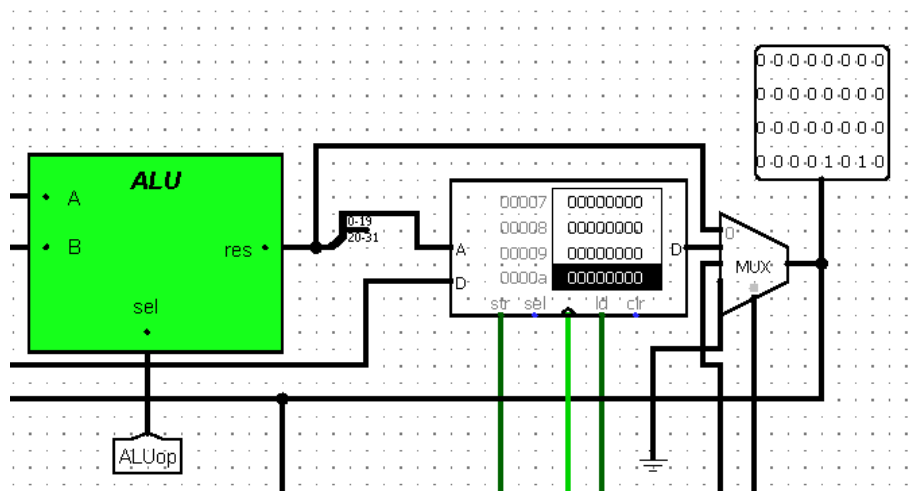 0 0 0 0 0 0 0 0
0 0 0 0 0 0 0 0
0 0 0 0 0 0 0 0
0 0 0 0 1 0 1 0
ALU
A
B
res
sel
ALUop
0-19
20-31
A
D
00007 00000000
00008 00000000
00009 00000000
0000a 00000000
D
str sel ld clr
0
MUX